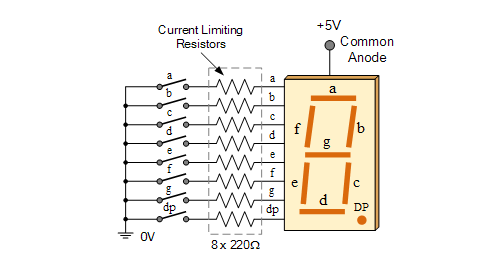 +5V
Current Limiting
Resistors
Common
Anode
a
b
c
d
e
f
g
dp
a
b
c
d
e
f
g
dp
a
f
b
g
e
c
d
DP
0V
8 x 220Ω